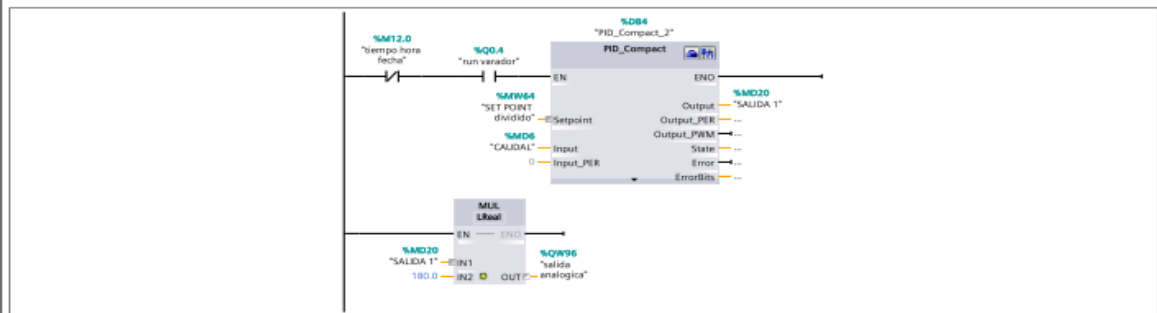 %DB4
"PID_Compact_2"
%M12.0
"tiempo hora
fecha"
%Q0.4
"run varador"
PID_Compact
EN
ENO
%MW64
"SET POINT
dividido"
Setpoint
%MD6
"CAUDAL"
Input
0
Input_PER
Output
%MD20
"SALIDA 1"
Output_PER
...
Output_PWM
...
State
...
Error
...
ErrorBits
...
MUL
LReal
EN
ENO
%MD20
"SALIDA 1"
IN1
180.0
IN2
OUT
%QW96
"salida
analogica"